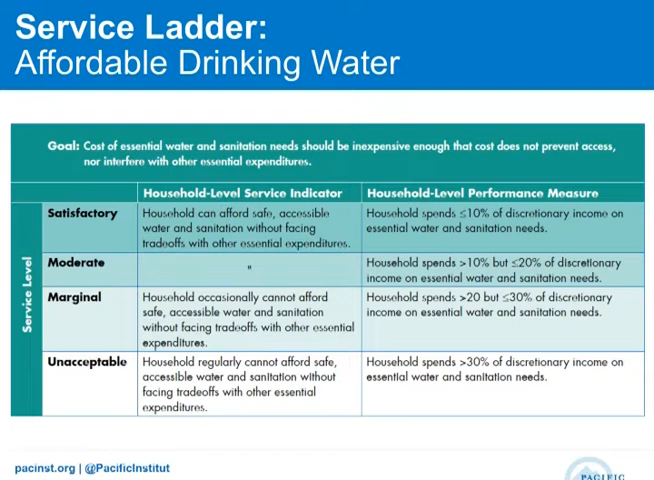 Service Ladder:
Affordable Drinking Water
Goal: Cost of essential water and sanitation needs should be inexpensive enough that cost does not prevent access,
nor interfere with other essential expenditures.
Household-Level Service Indicator
Household-Level Performance Measure
Service Level
Satisfactory
Household can afford safe, accessible
water and sanitation without facing
tradeoffs with other essential expenditures.
Household spends ≤10% of discretionary income on
essential water and sanitation needs.
Moderate
"
Household spends >10% but ≤20% of discretionary
income on essential water and sanitation needs.
Marginal
Household occasionally cannot afford
safe, accessible water and sanitation
without facing tradeoffs with other essential
expenditures.
Household spends >20 but ≤30% of discretionary
income on essential water and sanitation needs.
Unacceptable
Household regularly cannot afford safe,
accessible water and sanitation without
facing tradeoffs with other essential
expenditures.
Household spends >30% of discretionary income on
essential water and sanitation needs.
pacinst.org | @PacificInstitut
PACIFIC